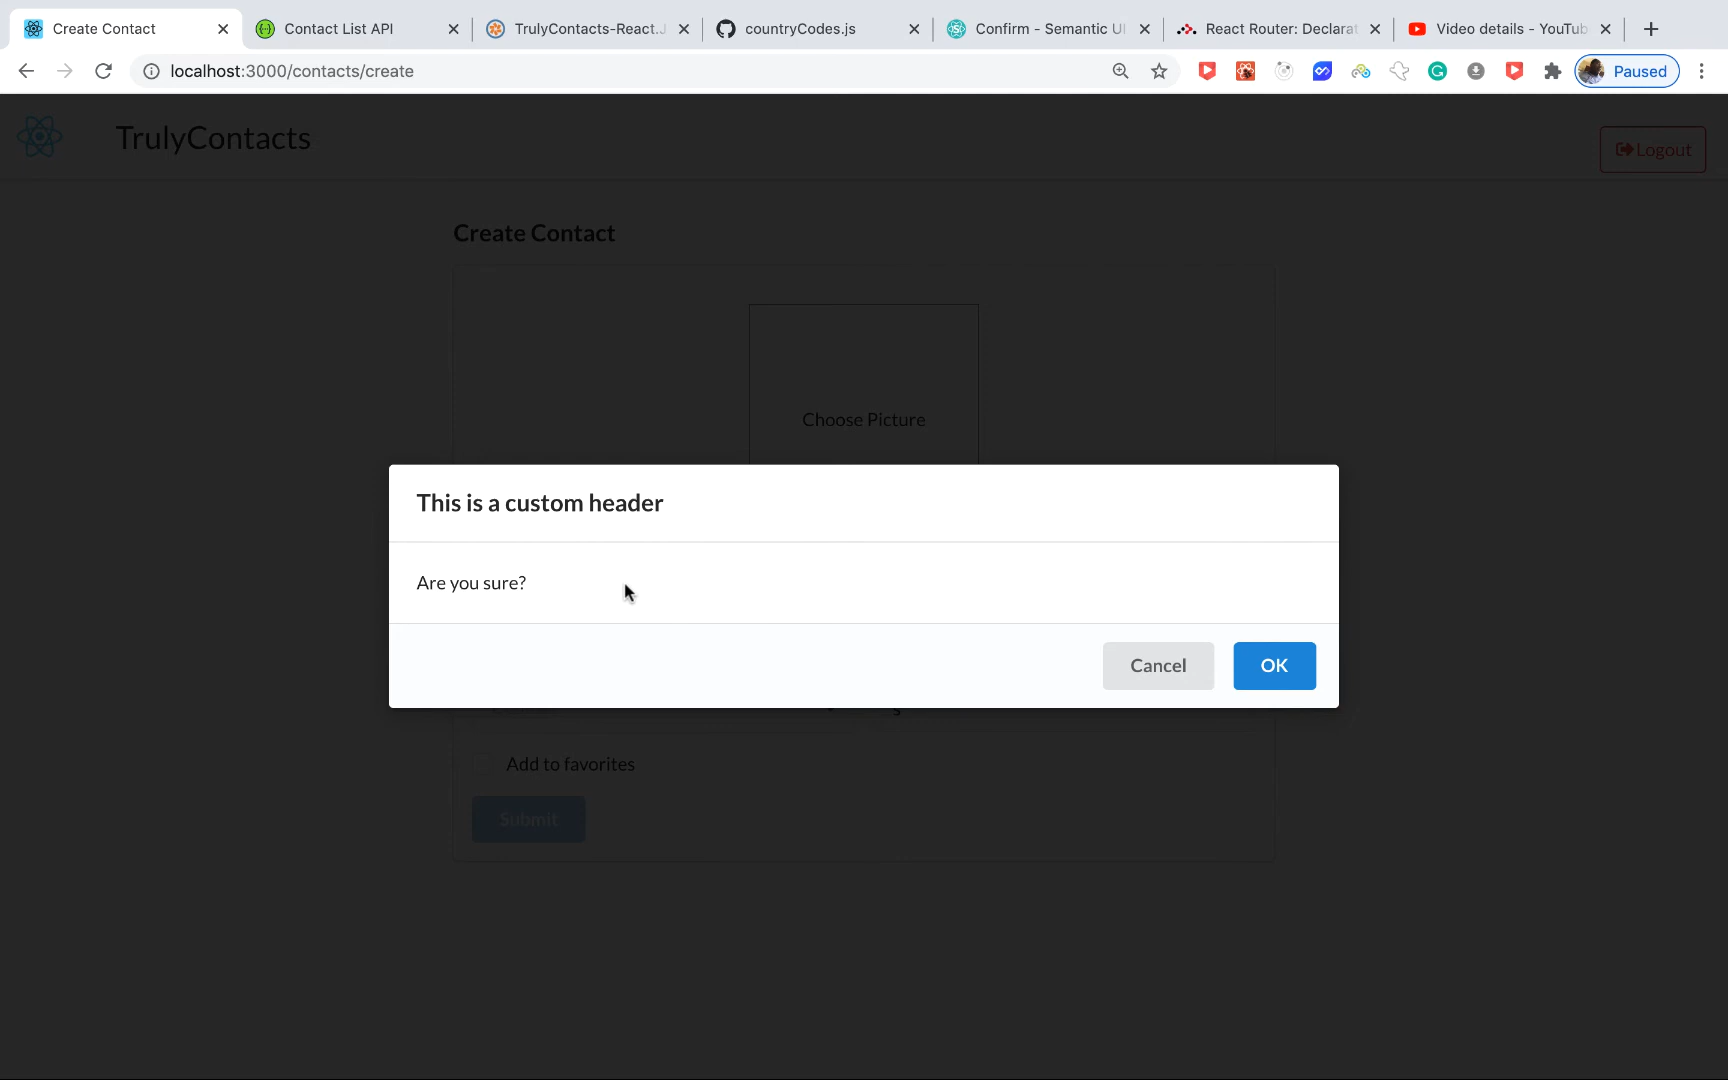 Create Contact
Contact List API
TrulyContacts-React.J
countryCodes.js
Confirm - Semantic UI
React Router: Declarat
Video details - YouTub
localhost:3000/contacts/create
Paused
TrulyContacts
Logout
Create Contact
Choose Picture
This is a custom header
Are you sure?
Cancel
OK
Add to favorites
Submit